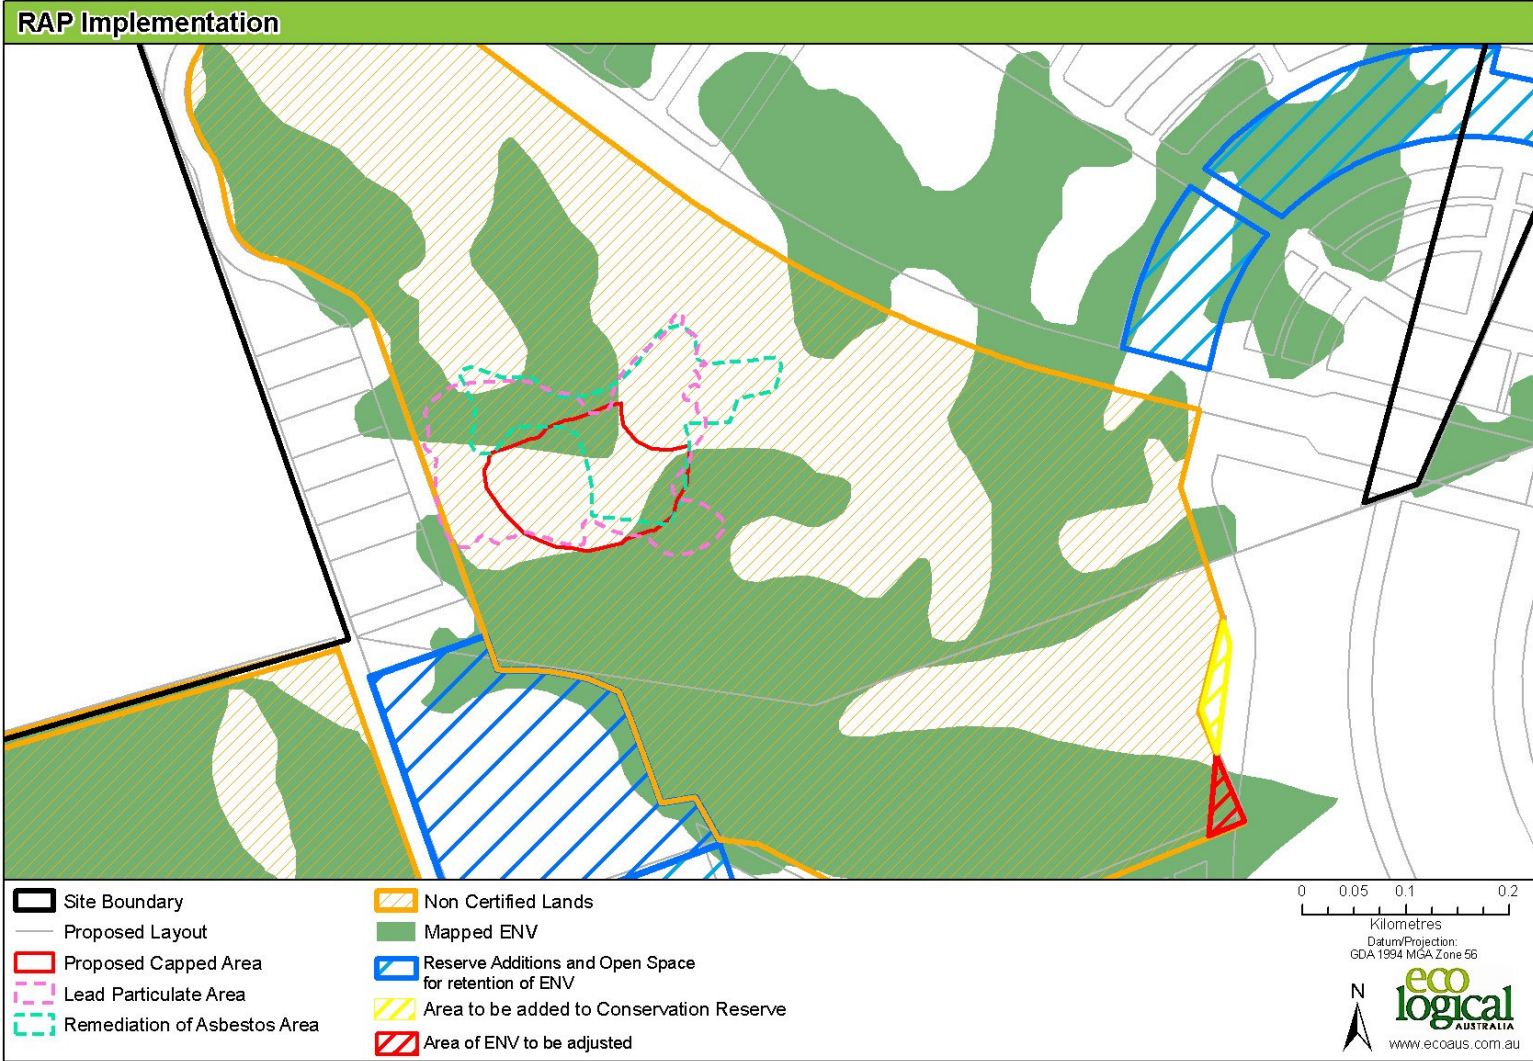 RAP Implementation
Site Boundary
Proposed Layout
Proposed Capped Area
Lead Particulate Area
Remediation of Asbestos Area
Non Certified Lands
Mapped ENV
Reserve Additions and Open Space
for retention of ENV
Area to be added to Conservation Reserve
Area of ENV to be adjusted
0 0.05 0.1 0.2
Kilometres
Datum/Projection:
GDA 1994 MGA Zone 56
N
eco
logical
AUSTRALIA
www.ecoaus.com.au